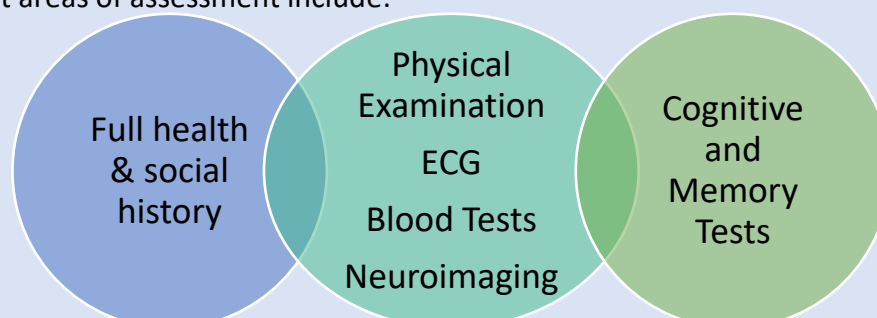 t areas of assessment include:
Full health
& social
history
Physical
Examination
ECG
Blood Tests
Neuroimaging
Cognitive
and
Memory
Tests